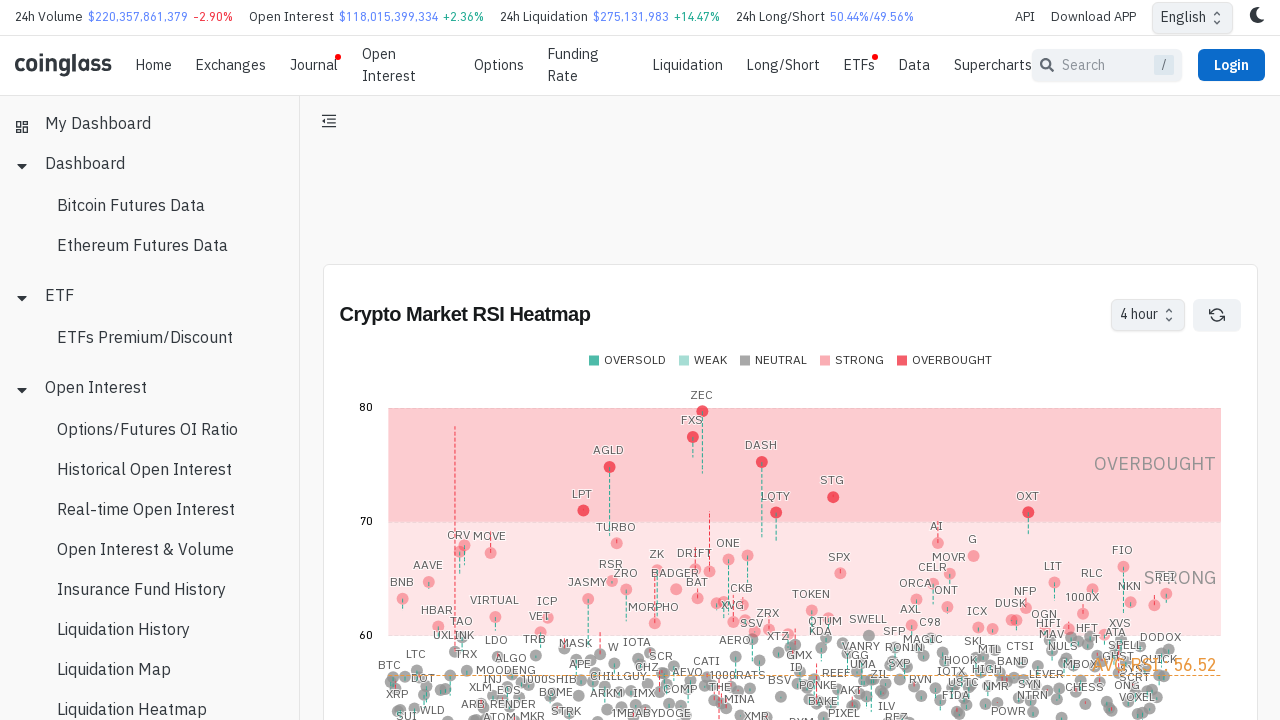 24h Volume $220,357,861,379 -2.90% Open Interest $118,015,399,334 +2.36% 24h Liquidation $275,131,983 +14.47% 24h Long/Short 50.44%/49.56% API Download APP English
coinglass Home Exchanges Journal Open Interest Options Funding Rate Liquidation Long/Short ETFs Data Supercharts Search / Login
My Dashboard
Dashboard
Bitcoin Futures Data
Ethereum Futures Data
ETF
ETFs Premium/Discount
Open Interest
Options/Futures OI Ratio
Historical Open Interest
Real-time Open Interest
Open Interest & Volume
Insurance Fund History
Liquidation History
Liquidation Map
Liquidation Heatmap
Crypto Market RSI Heatmap 4 hour
OVERSOLD WEAK NEUTRAL STRONG OVERBOUGHT
ZEC
80
FXS
AGLD DASH
OVERBOUGHT
STG
LPT LQTY OXT
70
TURBO AI
CRV MOVE ONE G
ZK DRIFT FIO
AAVE RSR SPX MOVR
CELR LIT
ZRO BADGER RLC STRONG
BNB JASMY BAT ORCA NKN
CKB ONT NFP
VIRTUAL ICP MORPHO XVG TOKEN DUSK 1000X
HBAR VET ZRX AXL ICX OGN
TAO SSV QTUM SWELL C98 HIFI XVS
60
UXLINK LDO TRB MASK IOTA AERO XTZ KDA SFP MAGIC SKL MAV HFT ATA DODOX
W VANRY RONIN MTL CTSI NULS SPELL
LTC TRX ALGO SCR CATI GMX YGG HOOK BAND GHST QUICK
BTC MOODENG APE CHZ ID UMA SXP HIGH AVG RSI: 56.52
DOT 1000SHIB CHILLGUY AEVO 1000RATS BSV REEF ZIL RVN IOTX LEVER SYS SCRT
XRP XLM EOS BOME ARKM IMX COMP THE PONKE AKT USTC NMR SYN CHESS ONG
WLD ARB RENDER MINA BAKE ILV FIDA NTRN VOXEL
SUI ATOM MKR STRK 1MBABYDOGE XMR PIXEL POWR